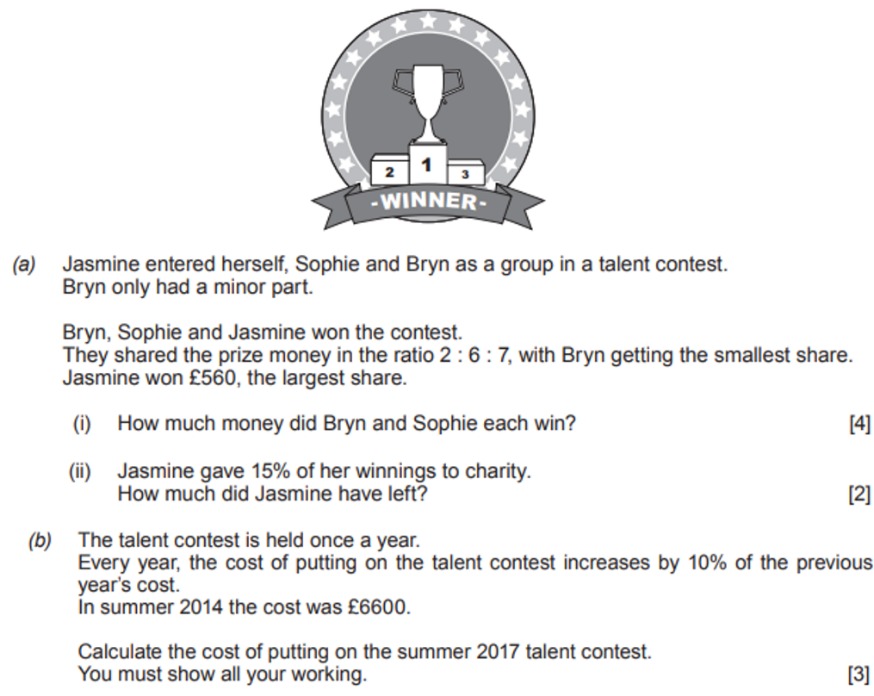 2 1 3
-WINNER-
(a) Jasmine entered herself, Sophie and Bryn as a group in a talent contest.
Bryn only had a minor part.
Bryn, Sophie and Jasmine won the contest.
They shared the prize money in the ratio 2 : 6 : 7, with Bryn getting the smallest share.
Jasmine won £560, the largest share.
(i) How much money did Bryn and Sophie each win? [4]
(ii) Jasmine gave 15% of her winnings to charity.
How much did Jasmine have left? [2]
(b) The talent contest is held once a year.
Every year, the cost of putting on the talent contest increases by 10% of the previous
year's cost.
In summer 2014 the cost was £6600.
Calculate the cost of putting on the summer 2017 talent contest.
You must show all your working. [3]